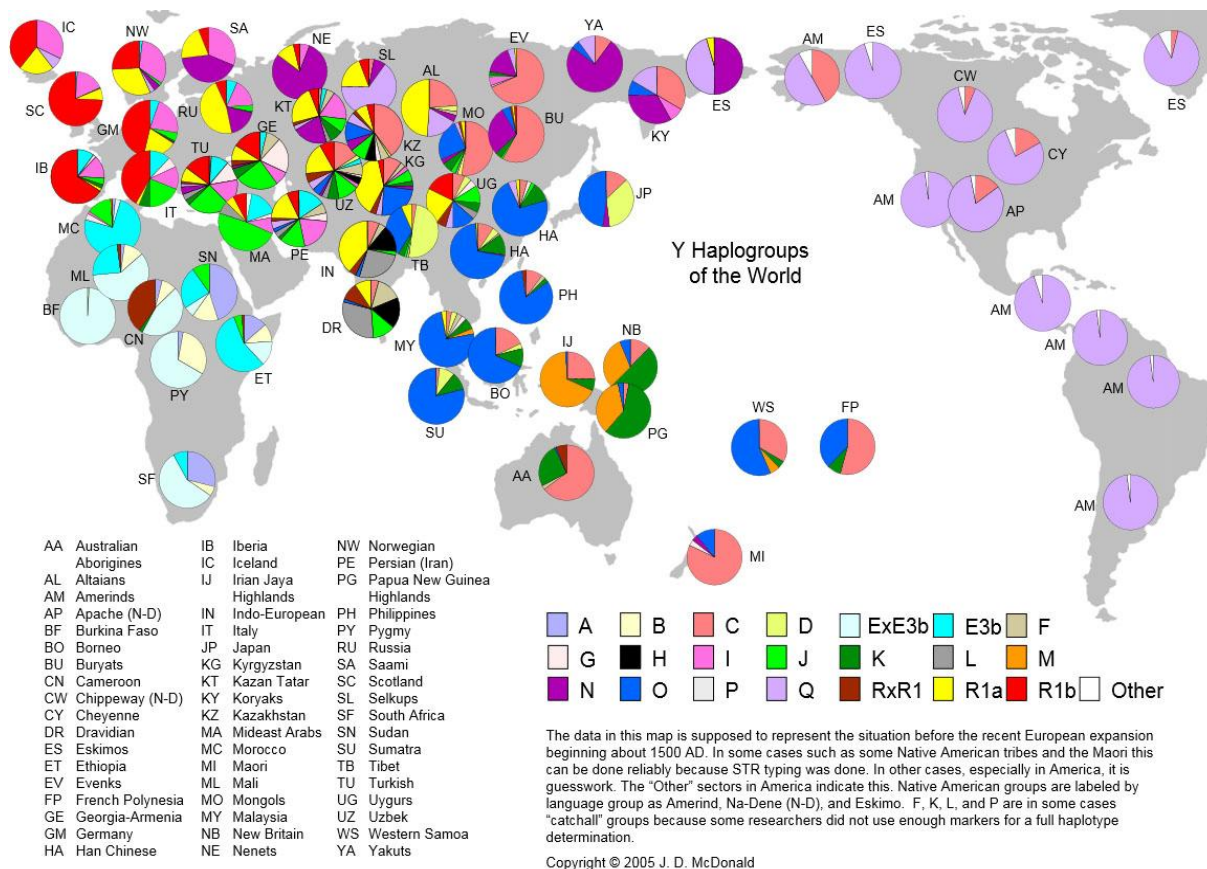 IC
NW
SA
NE
SL
EV
YA
ES
AM
ES
ES
SC
GM
RU
KT
AL
MO
BU
KY
CW
CY
IB
TU
GE
KZ
KG
IT
UZ
UG
HA
JP
AM
AP
MC
MA
PE
IN
TB
HA
Y Haplogroups
of the World
ML
SN
BF
CN
DR
PH
AM
AM
AM
PY
ET
MY
BO
IJ
NB
SU
PG
WS
FP
SF
AA
AM
MI
AA Australian
Aborigines
AL Altaians
AM Amerinds
AP Apache (N-D)
BF Burkina Faso
BO Borneo
BU Buryats
CN Cameroon
CW Chippeway (N-D)
CY Cheyenne
DR Dravidian
ES Eskimos
ET Ethiopia
EV Evenks
FP French Polynesia
GE Georgia-Armenia
GM Germany
HA Han Chinese
IB Iberia
IC Iceland
IJ Irian Jaya
Highlands
IN Indo-European
IT Italy
JP Japan
KG Kyrgyzstan
KT Kazan Tatar
KY Koryaks
KZ Kazakhstan
MA Mideast Arabs
MC Morocco
MI Maori
ML Mali
MO Mongols
MY Malaysia
NB New Britain
NE Nenets
NW Norwegian
PE Persian (Iran)
PG Papua New Guinea
Highlands
PH Philippines
PY Pygmy
RU Russia
SA Saami
SC Scotland
SL Selkups
SF South Africa
SN Sudan
SU Sumatra
TB Tibet
TU Turkish
UG Uygurs
UZ Uzbek
WS Western Samoa
YA Yakuts
A B C D ExE3b E3b F
G H I J K L M
N O P Q RxR1 R1a R1b Other
The data in this map is supposed to represent the situation before the recent European expansion
beginning about 1500 AD. In some cases such as some Native American tribes and the Maori this
can be done reliably because STR typing was done. In other cases, especially in America, it is
guesswork. The “Other” sectors in America indicate this. Native American groups are labeled by
language group as Amerind, Na-Dene (N-D), and Eskimo. F, K, L, and P are in some cases
“catchall” groups because some researchers did not use enough markers for a full haplotype
determination.
Copyright © 2005 J. D. McDonald